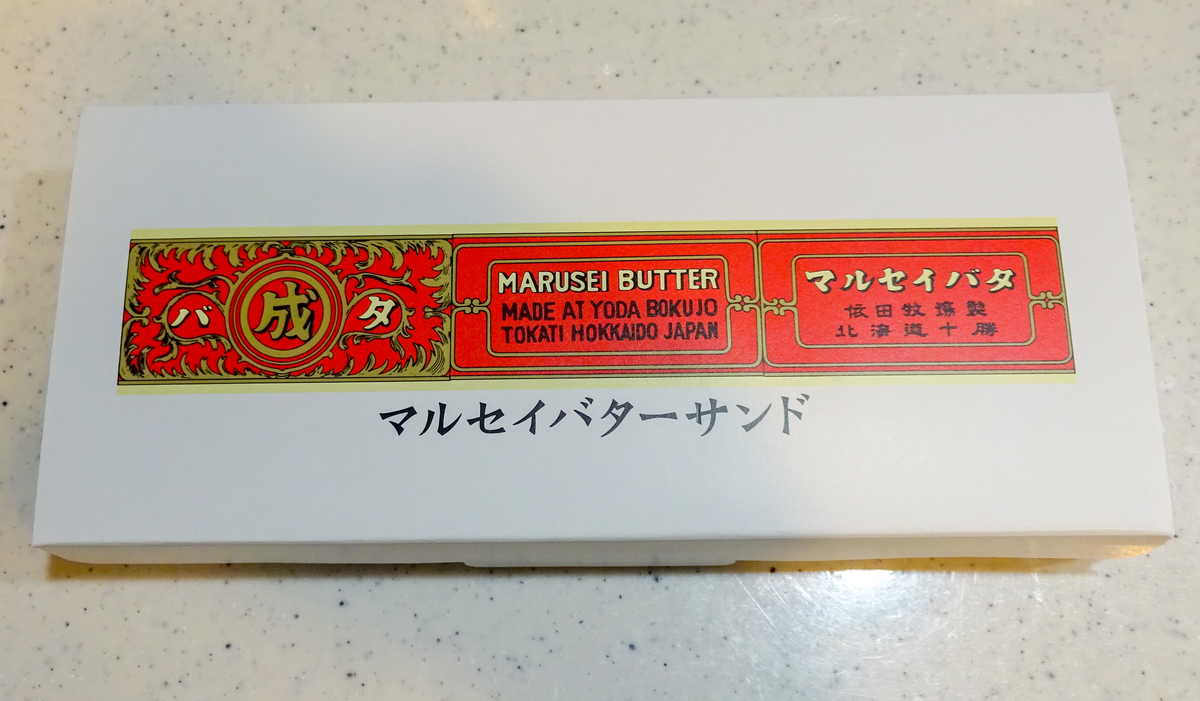 バ 成 タ
MARUSEI BUTTER
MADE AT YODA BOKUJO
TOKATI HOKKAIDO JAPAN
マルセイバタ
依田牧場製
北海道十勝
マルセイバターサンド